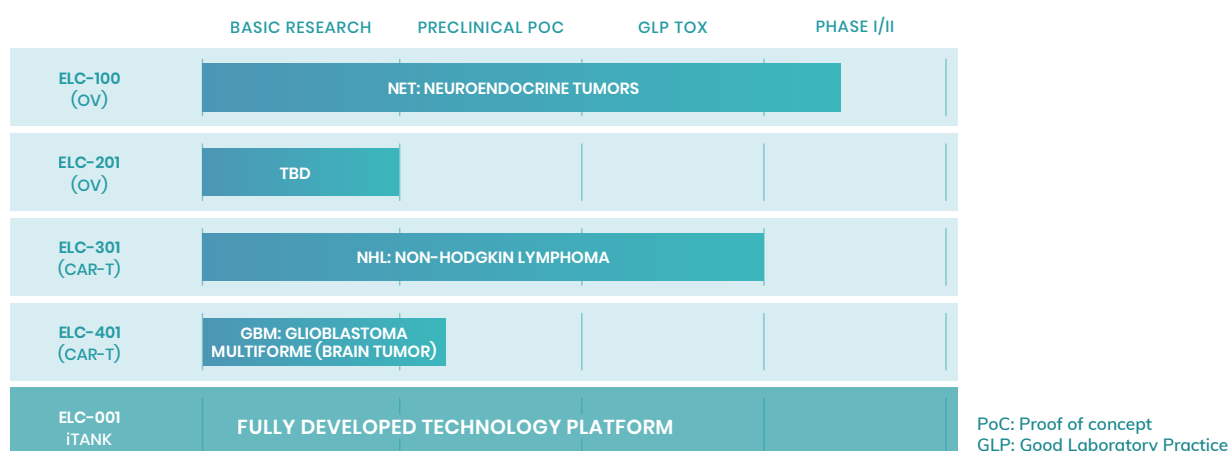 BASIC RESEARCH PRECLINICAL POC GLP TOX PHASE I/II
ELC-100
(OV)
NET: NEUROENDOCRINE TUMORS
ELC-201
(OV)
TBD
ELC-301
(CAR-T)
NHL: NON-HODGKIN LYMPHOMA
ELC-401
(CAR-T)
GBM: GLIOBLASTOMA
MULTIFORME (BRAIN TUMOR)
ELC-001
iTANK
FULLY DEVELOPED TECHNOLOGY PLATFORM
PoC: Proof of concept
GLP: Good Laboratory Practice